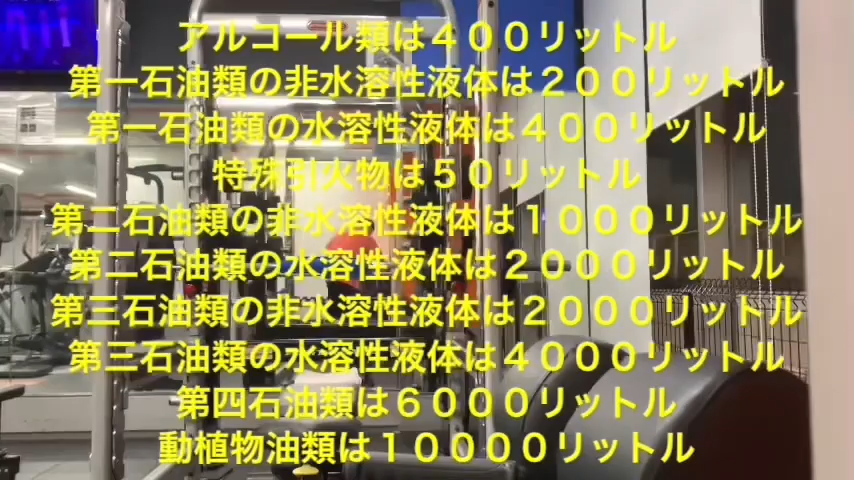 アルコール類は４００リットル
第一石油類の非水溶性液体は２００リットル
第一石油類の水溶性液体は４００リットル
特殊引火物は５０リットル
第二石油類の非水溶性液体は１０００リットル
第二石油類の水溶性液体は２０００リットル
第三石油類の非水溶性液体は２０００リットル
第三石油類の水溶性液体は４０００リットル
第四石油類は６０００リットル
動植物油類は１００００リットル